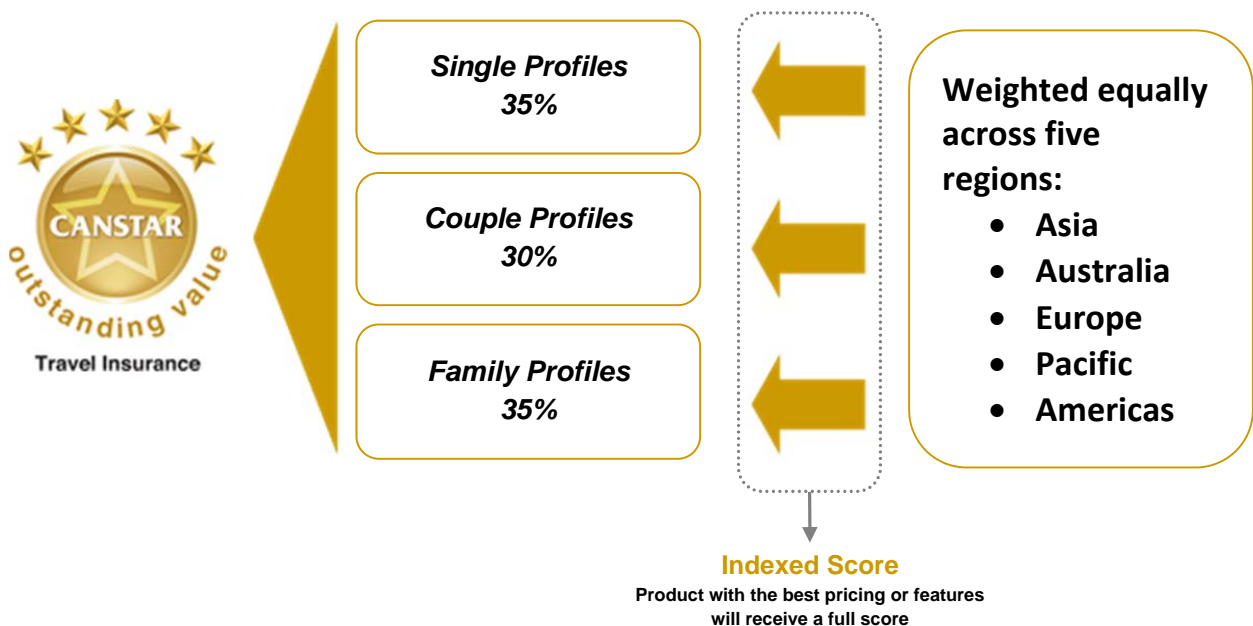 CANSTAR
outstanding value
Travel Insurance
Single Profiles
35%
Couple Profiles
30%
Family Profiles
35%
Weighted equally
across five
regions:
• Asia
• Australia
• Europe
• Pacific
• Americas
Indexed Score
Product with the best pricing or features
will receive a full score